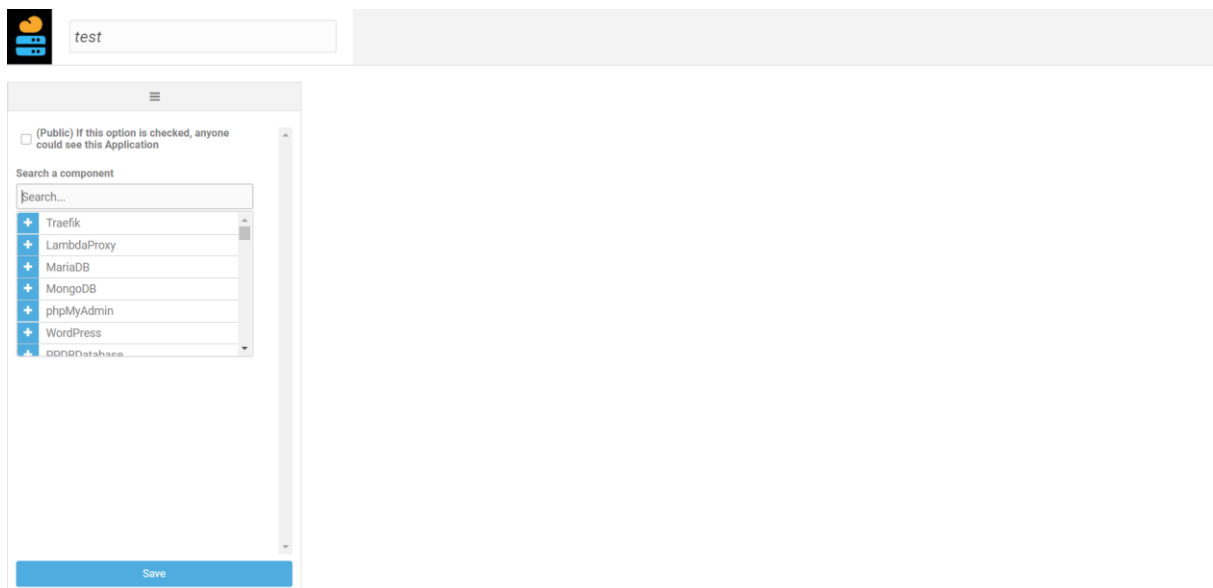 test
(Public) If this option is checked, anyone
could see this Application
Search a component
Search...
Traefik
LambdaProxy
MariaDB
MongoDB
phpMyAdmin
WordPress
PPDRDatabase
Save